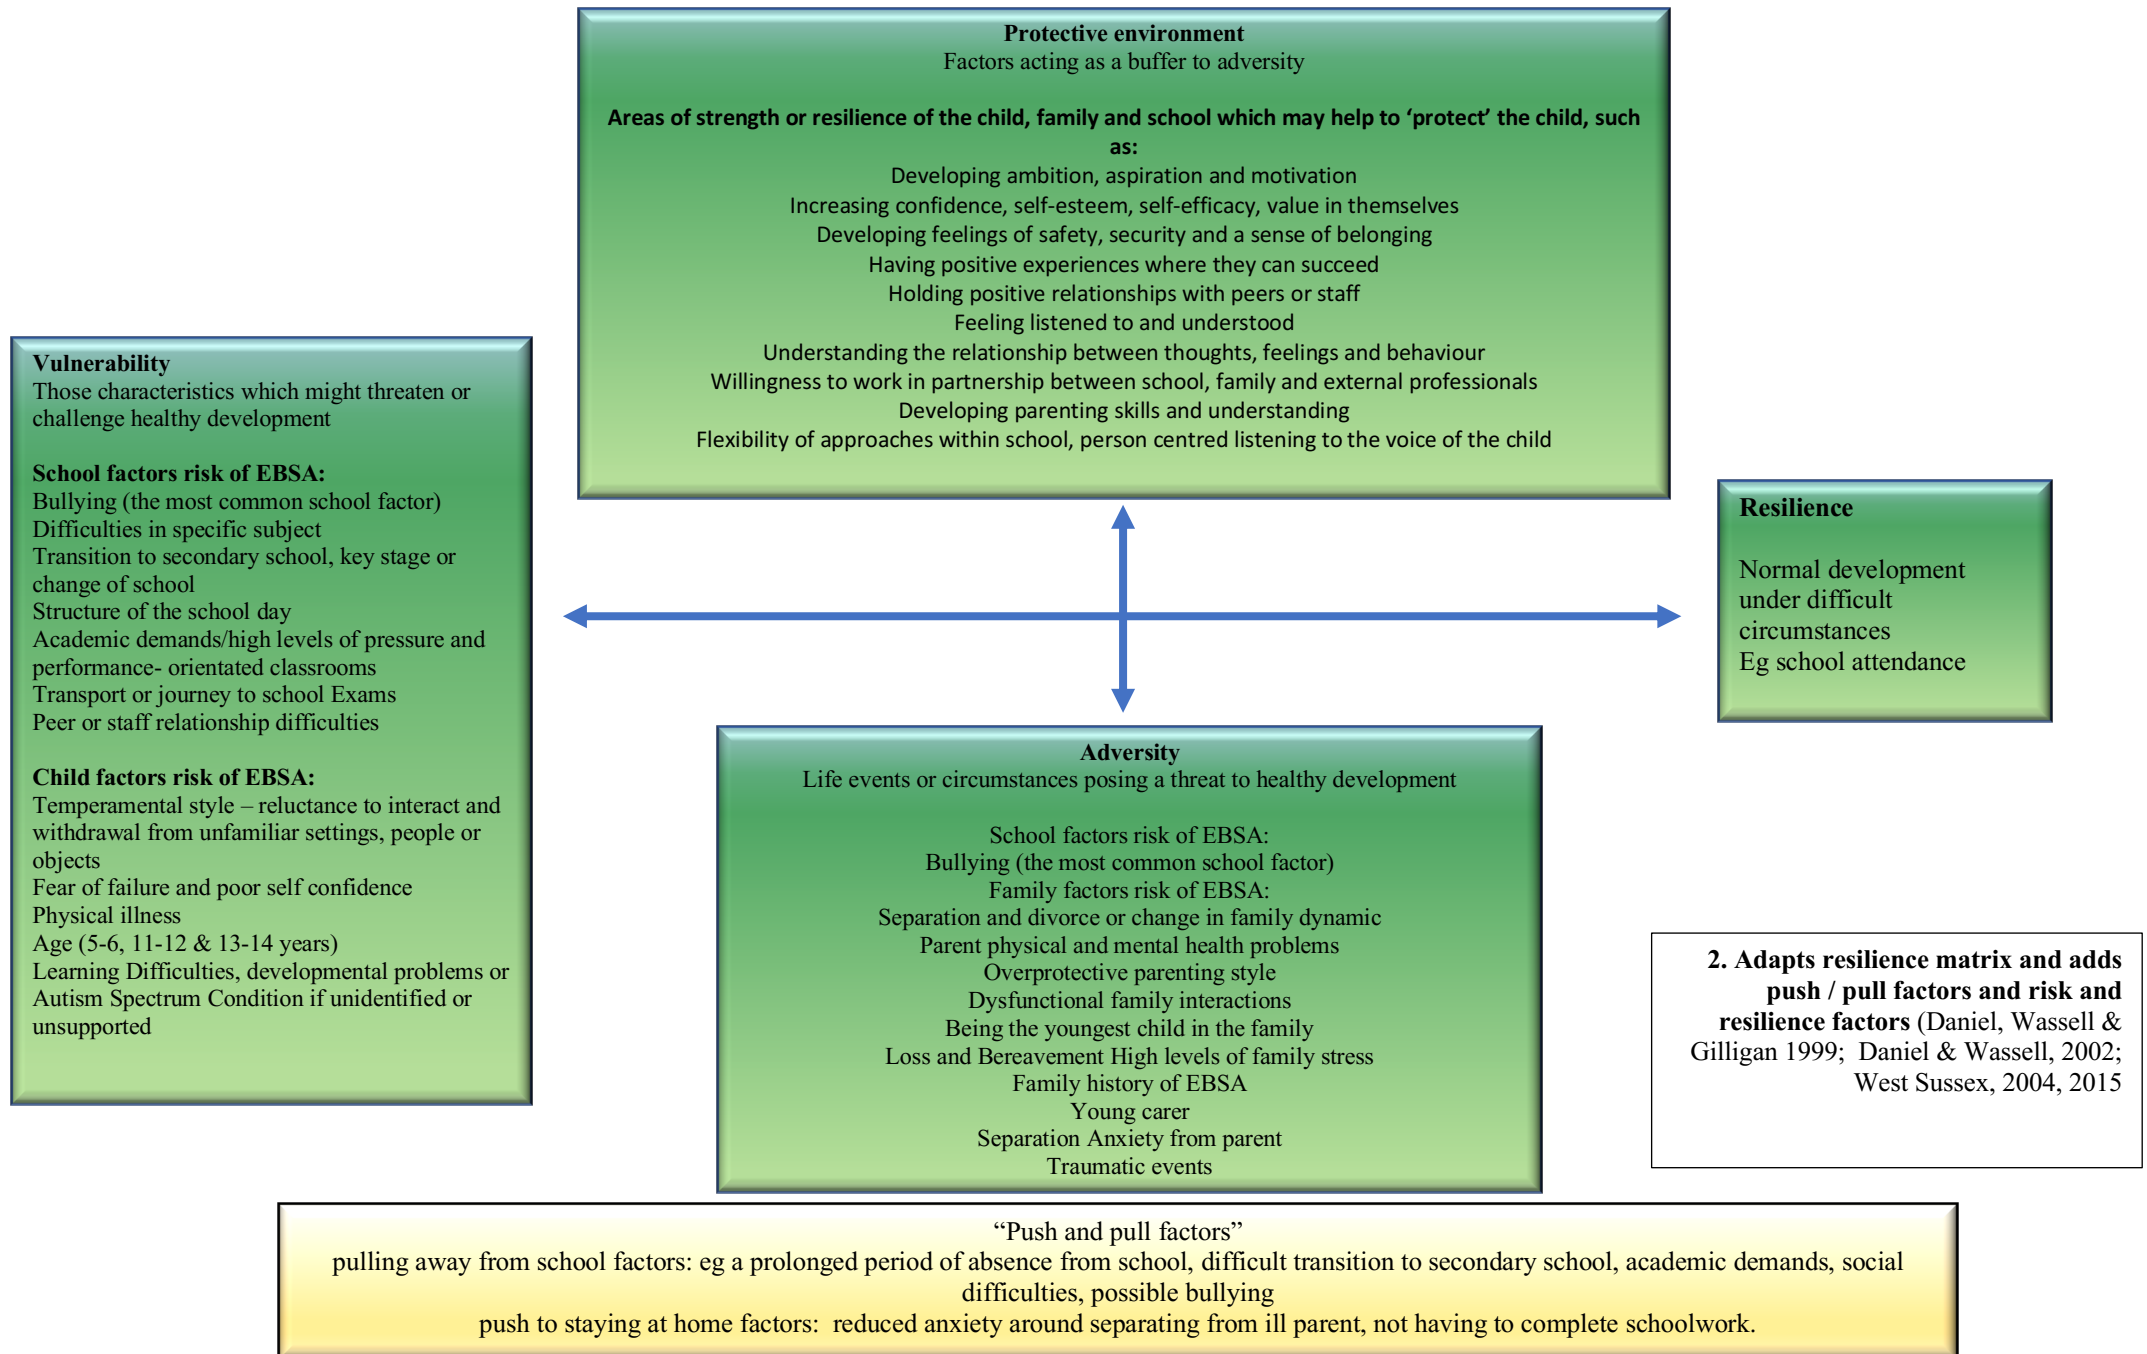 Protective environment
Factors acting as a buffer to adversity
Areas of strength or resilience of the child, family and school which may help to ‘protect’ the child, such
as:
Developing ambition, aspiration and motivation
Increasing confidence, self-esteem, self-efficacy, value in themselves
Developing feelings of safety, security and a sense of belonging
Having positive experiences where they can succeed
Holding positive relationships with peers or staff
Feeling listened to and understood
Understanding the relationship between thoughts, feelings and behaviour
Willingness to work in partnership between school, family and external professionals
Developing parenting skills and understanding
Flexibility of approaches within school, person centred listening to the voice of the child
Vulnerability
Those characteristics which might threaten or
challenge healthy development
School factors risk of EBSA:
Bullying (the most common school factor)
Difficulties in specific subject
Transition to secondary school, key stage or
change of school
Structure of the school day
Academic demands/high levels of pressure and
performance- orientated classrooms
Transport or journey to school Exams
Peer or staff relationship difficulties
Child factors risk of EBSA:
Temperamental style – reluctance to interact and
withdrawal from unfamiliar settings, people or
objects
Fear of failure and poor self confidence
Physical illness
Age (5-6, 11-12 & 13-14 years)
Learning Difficulties, developmental problems or
Autism Spectrum Condition if unidentified or
unsupported
Resilience
Normal development
under difficult
circumstances
Eg school attendance
Adversity
Life events or circumstances posing a threat to healthy development
School factors risk of EBSA:
Bullying (the most common school factor)
Family factors risk of EBSA:
Separation and divorce or change in family dynamic
Parent physical and mental health problems
Overprotective parenting style
Dysfunctional family interactions
Being the youngest child in the family
Loss and Bereavement High levels of family stress
Family history of EBSA
Young carer
Separation Anxiety from parent
Traumatic events
2. Adapts resilience matrix and adds
push / pull factors and risk and
resilience factors (Daniel, Wassell &
Gilligan 1999; Daniel & Wassell, 2002;
West Sussex, 2004, 2015
“Push and pull factors”
pulling away from school factors: eg a prolonged period of absence from school, difficult transition to secondary school, academic demands, social
difficulties, possible bullying
push to staying at home factors: reduced anxiety around separating from ill parent, not having to complete schoolwork.